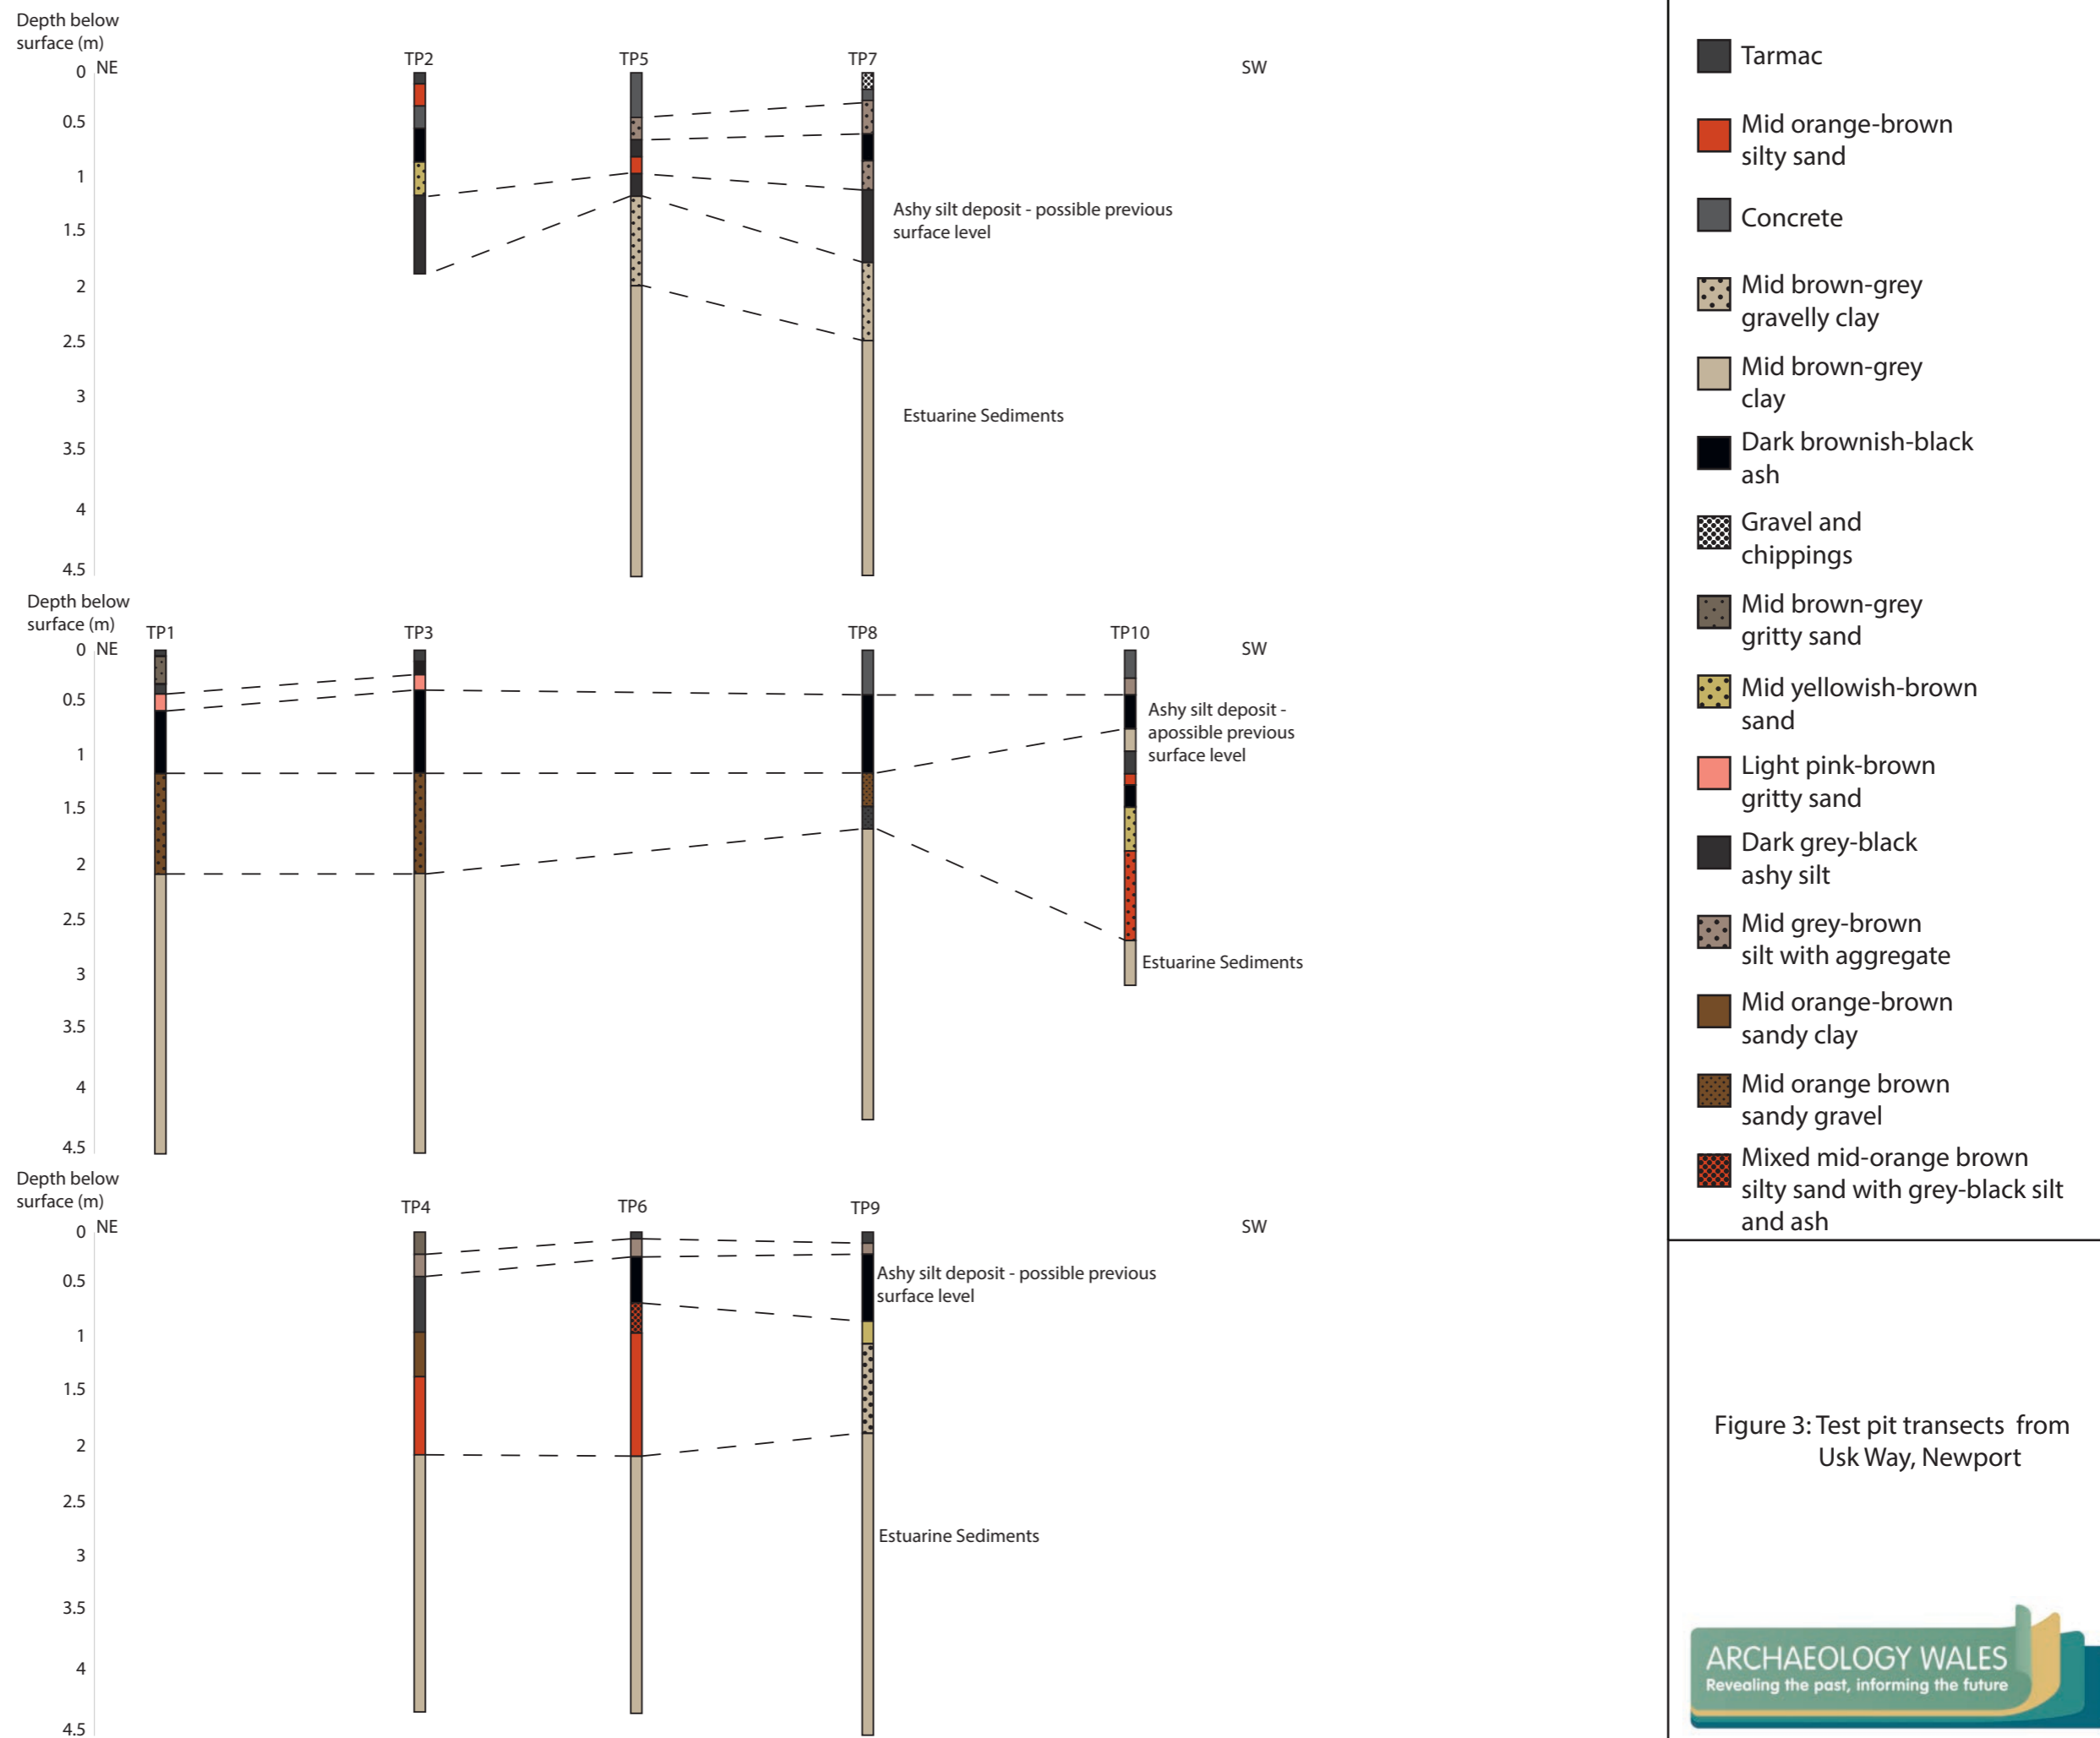 Depth below
surface (m)
NE
TP2
TP5
TP7
SW
0
0.5
1
1.5
2
2.5
3
3.5
4
4.5
Ashy silt deposit - possible previous
surface level
Estuarine Sediments
Depth below
surface (m)
NE
TP1
TP3
TP8
TP10
SW
0
0.5
1
1.5
2
2.5
3
3.5
4
4.5
Ashy silt deposit -
apossible previous
surface level
Estuarine Sediments
Depth below
surface (m)
NE
TP4
TP6
TP9
SW
0
0.5
1
1.5
2
2.5
3
3.5
4
4.5
Ashy silt deposit - possible previous
surface level
Estuarine Sediments
Tarmac
Mid orange-brown
silty sand
Concrete
Mid brown-grey
gravelly clay
Mid brown-grey
clay
Dark brownish-black
ash
Gravel and
chippings
Mid brown-grey
gritty sand
Mid yellowish-brown
sand
Light pink-brown
gritty sand
Dark grey-black
ashy silt
Mid grey-brown
silt with aggregate
Mid orange-brown
sandy clay
Mid orange brown
sandy gravel
Mixed mid-orange brown
silty sand with grey-black silt
and ash
Figure 3: Test pit transects from
Usk Way, Newport
ARCHAEOLOGY WALES
Revealing the past, informing the future